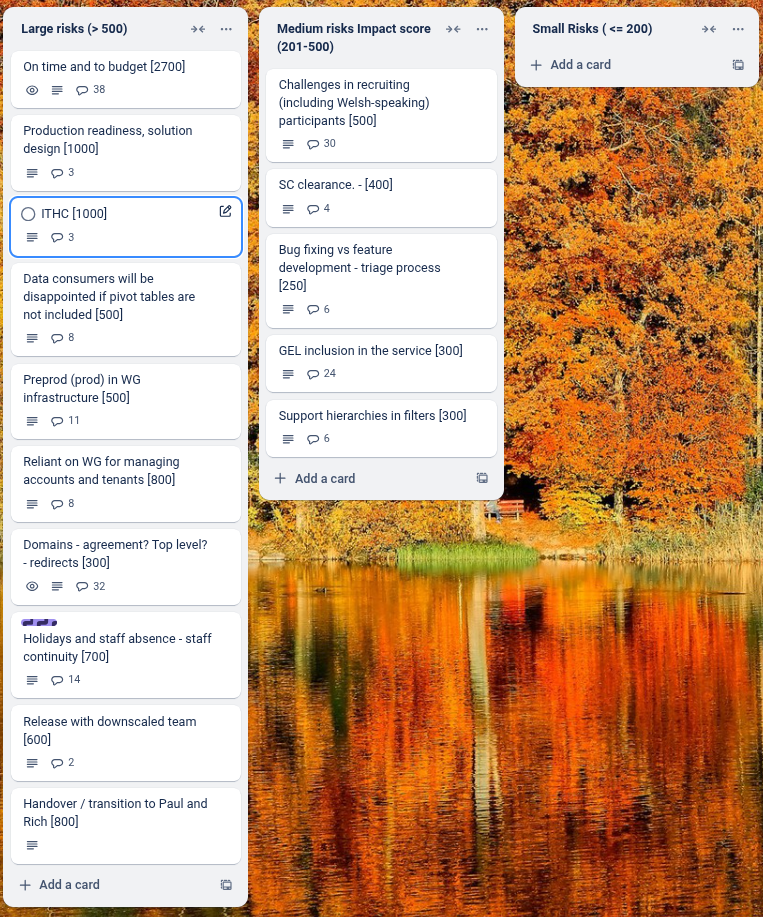 Large risks (> 500)
On time and to budget [2700]
38
Production readiness, solution
design [1000]
3
ITHC [1000]
3
Data consumers will be
disappointed if pivot tables are
not included [500]
8
Preprod (prod) in WG
infrastructure [500]
11
Reliant on WG for managing
accounts and tenants [800]
8
Domains - agreement? Top level?
- redirects [300]
32
Holidays and staff absence - staff
continuity [700]
14
Release with downscaled team
[600]
2
Handover / transition to Paul and
Rich [800]
Add a card
Medium risks Impact score
(201-500)
Challenges in recruiting
(including Welsh-speaking)
participants [500]
30
SC clearance. - [400]
4
Bug fixing vs feature
development - triage process
[250]
6
GEL inclusion in the service [300]
24
Support hierarchies in filters [300]
6
Add a card
Small Risks ( <= 200)
Add a card